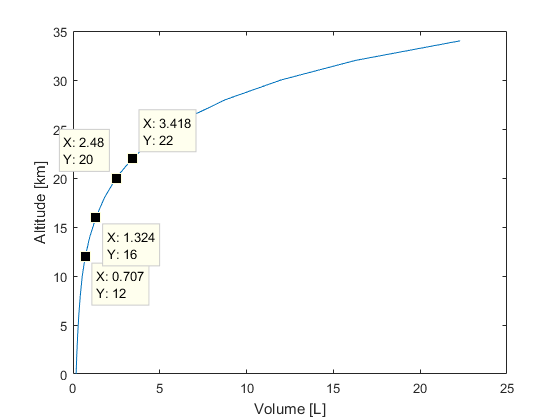 35
30
25
20
15
10
5
0
Altitude [km]
X: 3.418
Y: 22
X: 2.48
Y: 20
X: 1.324
Y: 16
X: 0.707
Y: 12
0
5
10
15
20
25
Volume [L]